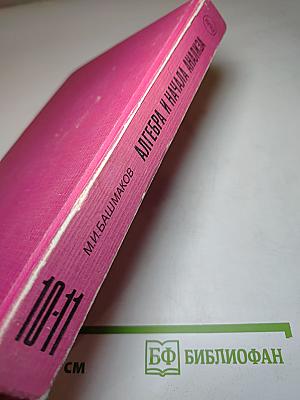 М.И.БАШМАКОВ
АЛГЕБРА И НАЧАЛА АНАЛИЗА
10-11
СМ
БФ БИБЛИОФАН